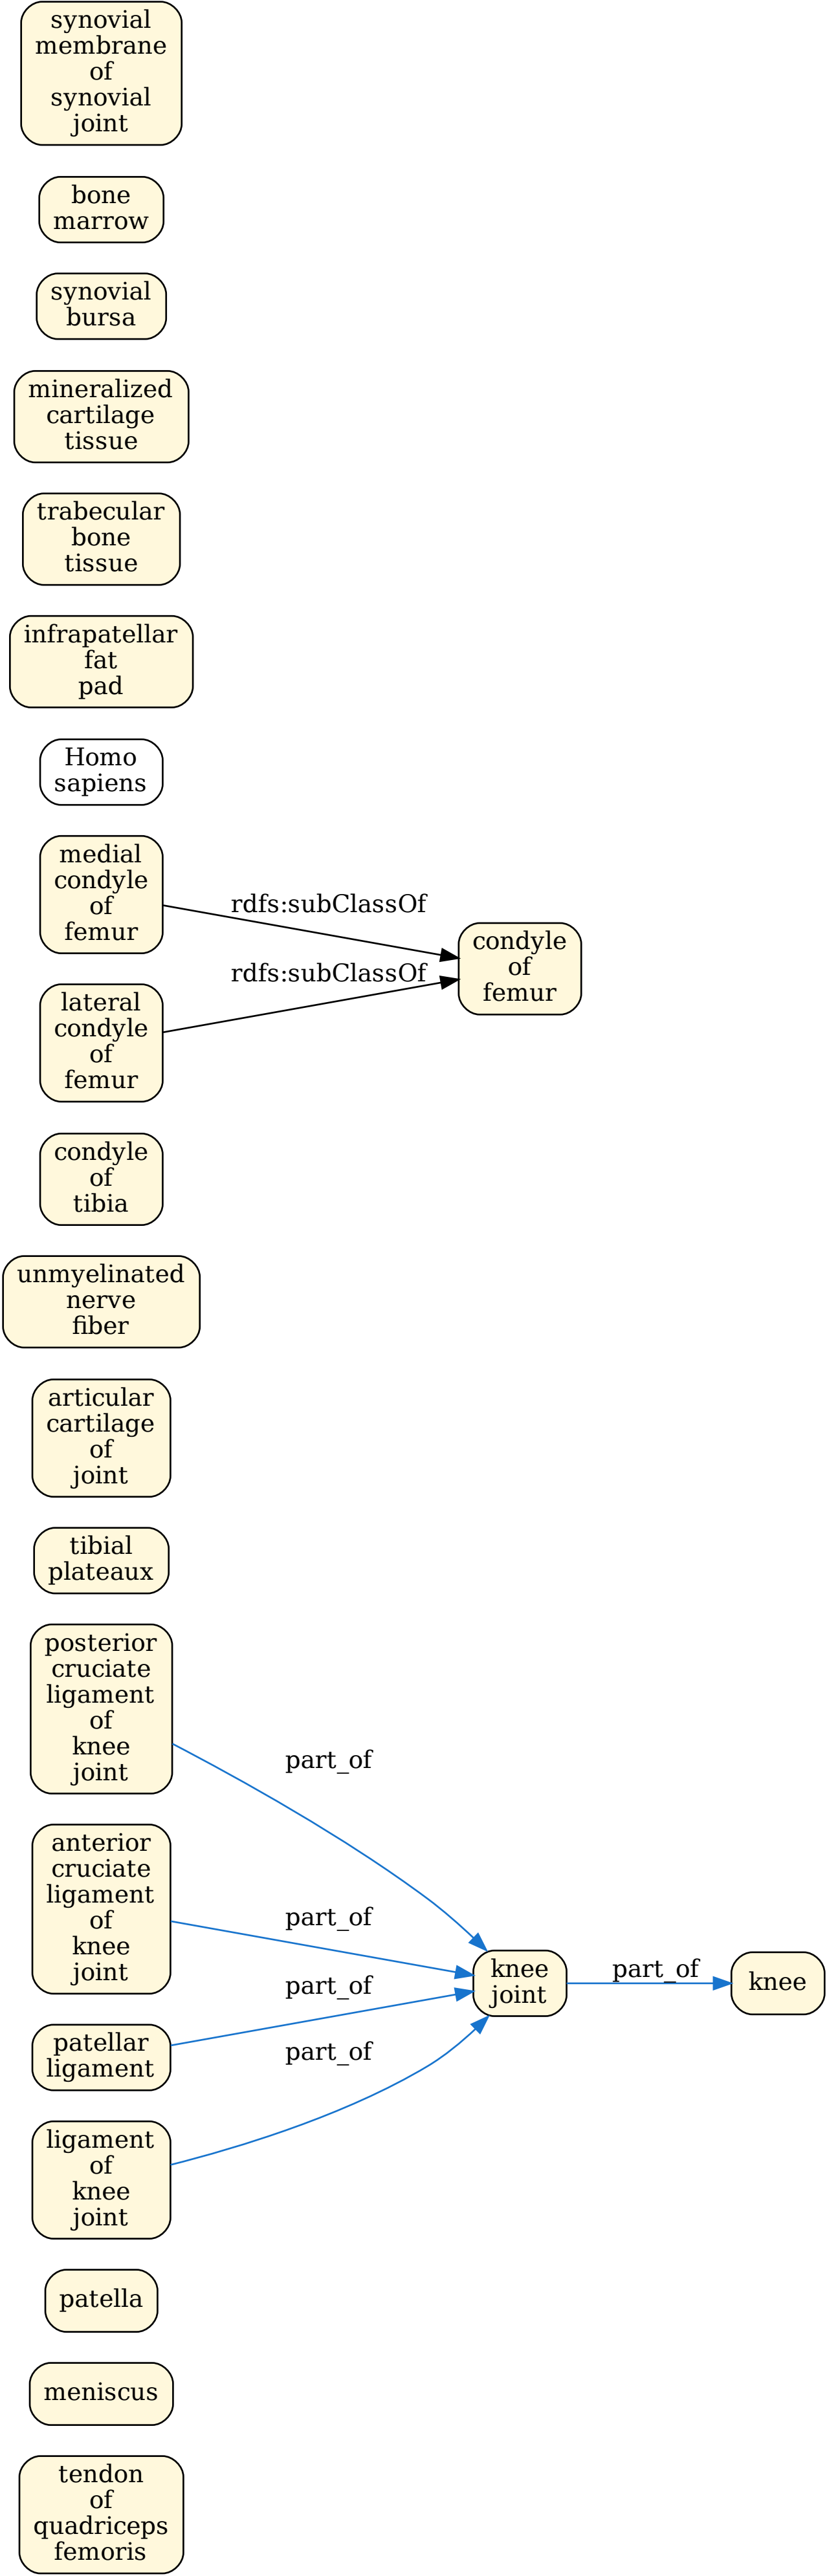 synovial
membrane
of
synovial
joint
bone
marrow
synovial
bursa
mineralized
cartilage
tissue
trabecular
bone
tissue
infrapatellar
fat
pad
Homo
sapiens
medial
condyle
of
femur
rdfs:subClassOf
condyle
of
femur
rdfs:subClassOf
lateral
condyle
of
femur
condyle
of
tibia
unmyelinated
nerve
fiber
articular
cartilage
of
joint
tibial
plateaux
posterior
cruciate
ligament
of
knee
joint
part_of
anterior
cruciate
ligament
of
knee
joint
part_of
knee
joint
part_of
knee
part_of
patellar
ligament
part_of
ligament
of
knee
joint
patella
meniscus
tendon
of
quadriceps
femoris